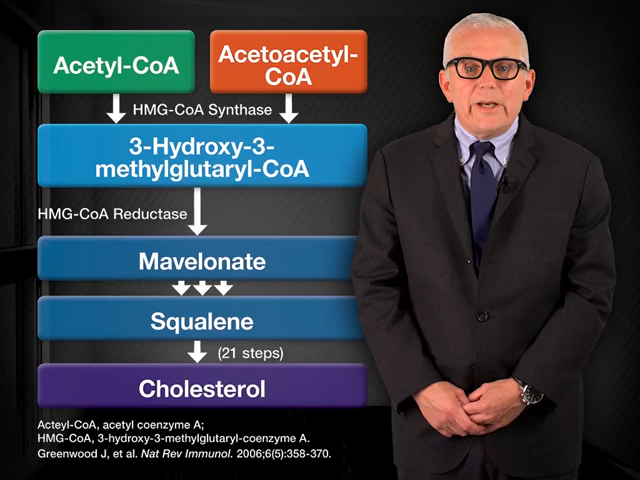 Acetyl-CoA
Acetoacetyl-
CoA
HMG-CoA Synthase
3-Hydroxy-3-
methylglutaryl-CoA
HMG-CoA Reductase
Mavelonate
Squalene
(21 steps)
Cholesterol
Acteyl-CoA, acetyl coenzyme A;
HMG-CoA, 3-hydroxy-3-methylglutaryl-coenzyme A.
Greenwood J, et al. Nat Rev Immunol. 2006;6(5):358-370.